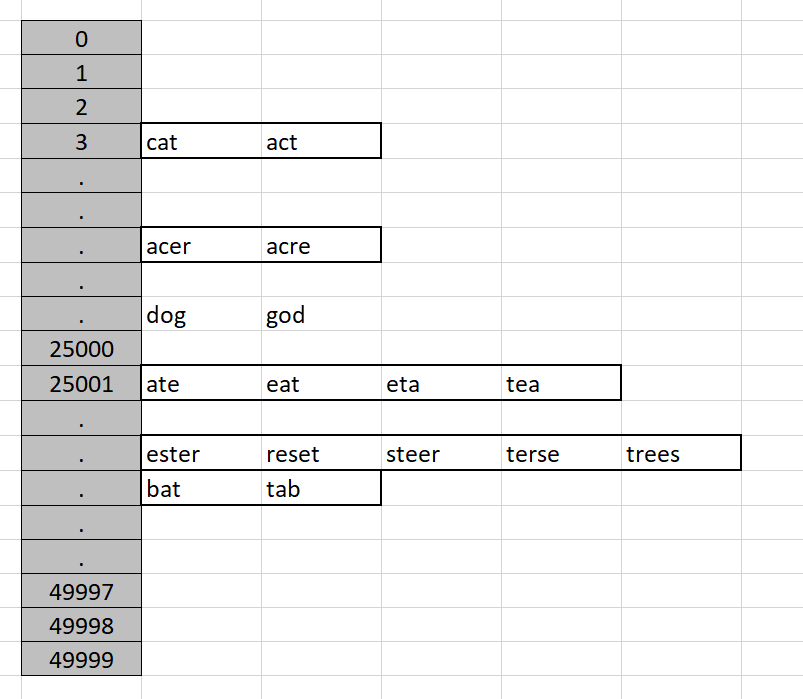 0
1
2
3 cat act
.
.
. acer acre
.
. dog god
25000
25001 ate eat eta tea
.
. ester reset steer terse trees
. bat tab
.
.
49997
49998
49999